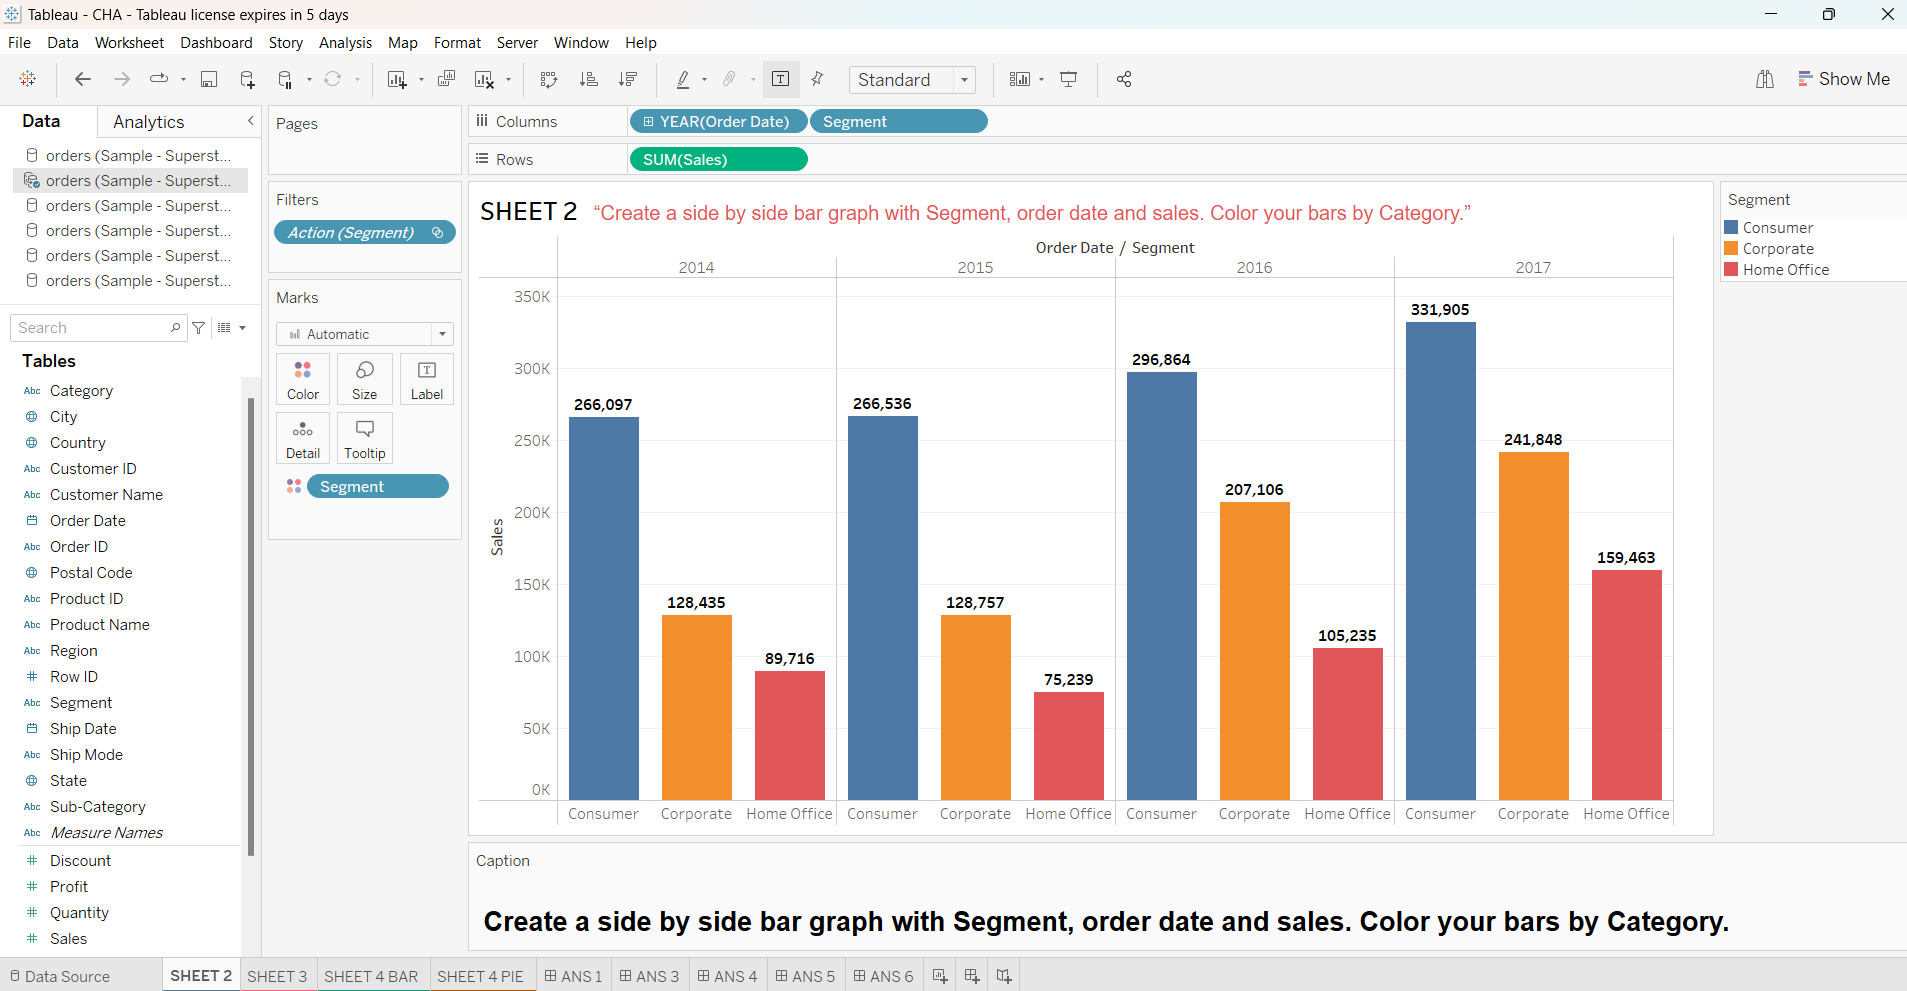 Tableau - CHA - Tableau license expires in 5 days
File Data Worksheet Dashboard Story Analysis Map Format Server Window Help
Standard
Show Me
Data
Analytics
orders (Sample - Superst...
orders (Sample - Superst...
orders (Sample - Superst...
orders (Sample - Superst...
orders (Sample - Superst...
orders (Sample - Superst...
Search
Tables
Abc Category
City
Country
Abc Customer ID
Abc Customer Name
Order Date
Abc Order ID
Postal Code
Abc Product ID
Abc Product Name
Abc Region
# Row ID
Abc Segment
Ship Date
Abc Ship Mode
State
Abc Sub-Category
Abc Measure Names
# Discount
# Profit
# Quantity
# Sales
Pages
Filters
Action (Segment)
Marks
Automatic
Color Size Label
Detail Tooltip
Segment
Columns YEAR(Order Date) Segment
Rows SUM(Sales)
SHEET 2 “Create a side by side bar graph with Segment, order date and sales. Color your bars by Category.”
Order Date / Segment
2014 2015 2016 2017
Sales
350K
300K
250K
200K
150K
100K
50K
0K
266,097
128,435
89,716
266,536
128,757
75,239
296,864
207,106
105,235
331,905
241,848
159,463
Consumer Corporate Home Office Consumer Corporate Home Office Consumer Corporate Home Office Consumer Corporate Home Office
Segment
Consumer
Corporate
Home Office
Caption
Create a side by side bar graph with Segment, order date and sales. Color your bars by Category.
Data Source SHEET 2 SHEET 3 SHEET 4 BAR SHEET 4 PIE ANS 1 ANS 3 ANS 4 ANS 5 ANS 6